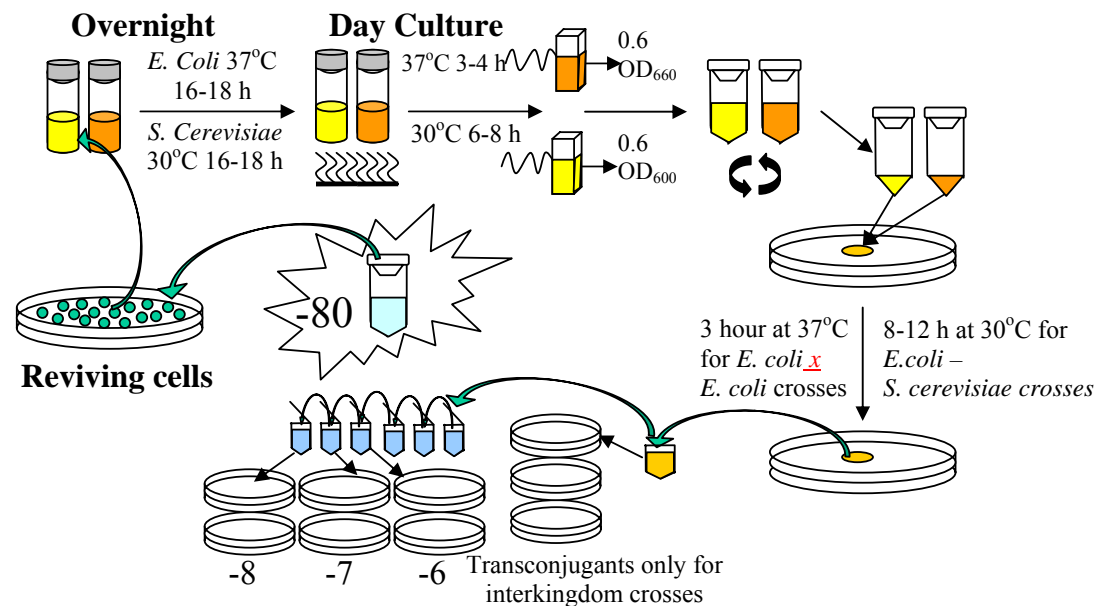 Overnight
E. Coli 37°C
16-18 h
S. Cerevisiae
30°C 16-18 h
Day Culture
37°C 3-4 h
30°C 6-8 h
0.6
OD660
0.6
OD600
-80
Reviving cells
3 hour at 37°C
for E. coli x
E. coli crosses
8-12 h at 30°C for
E.coli –
S. cerevisiae crosses
-8
-7
-6
Transconjugants only for
interkingdom crosses